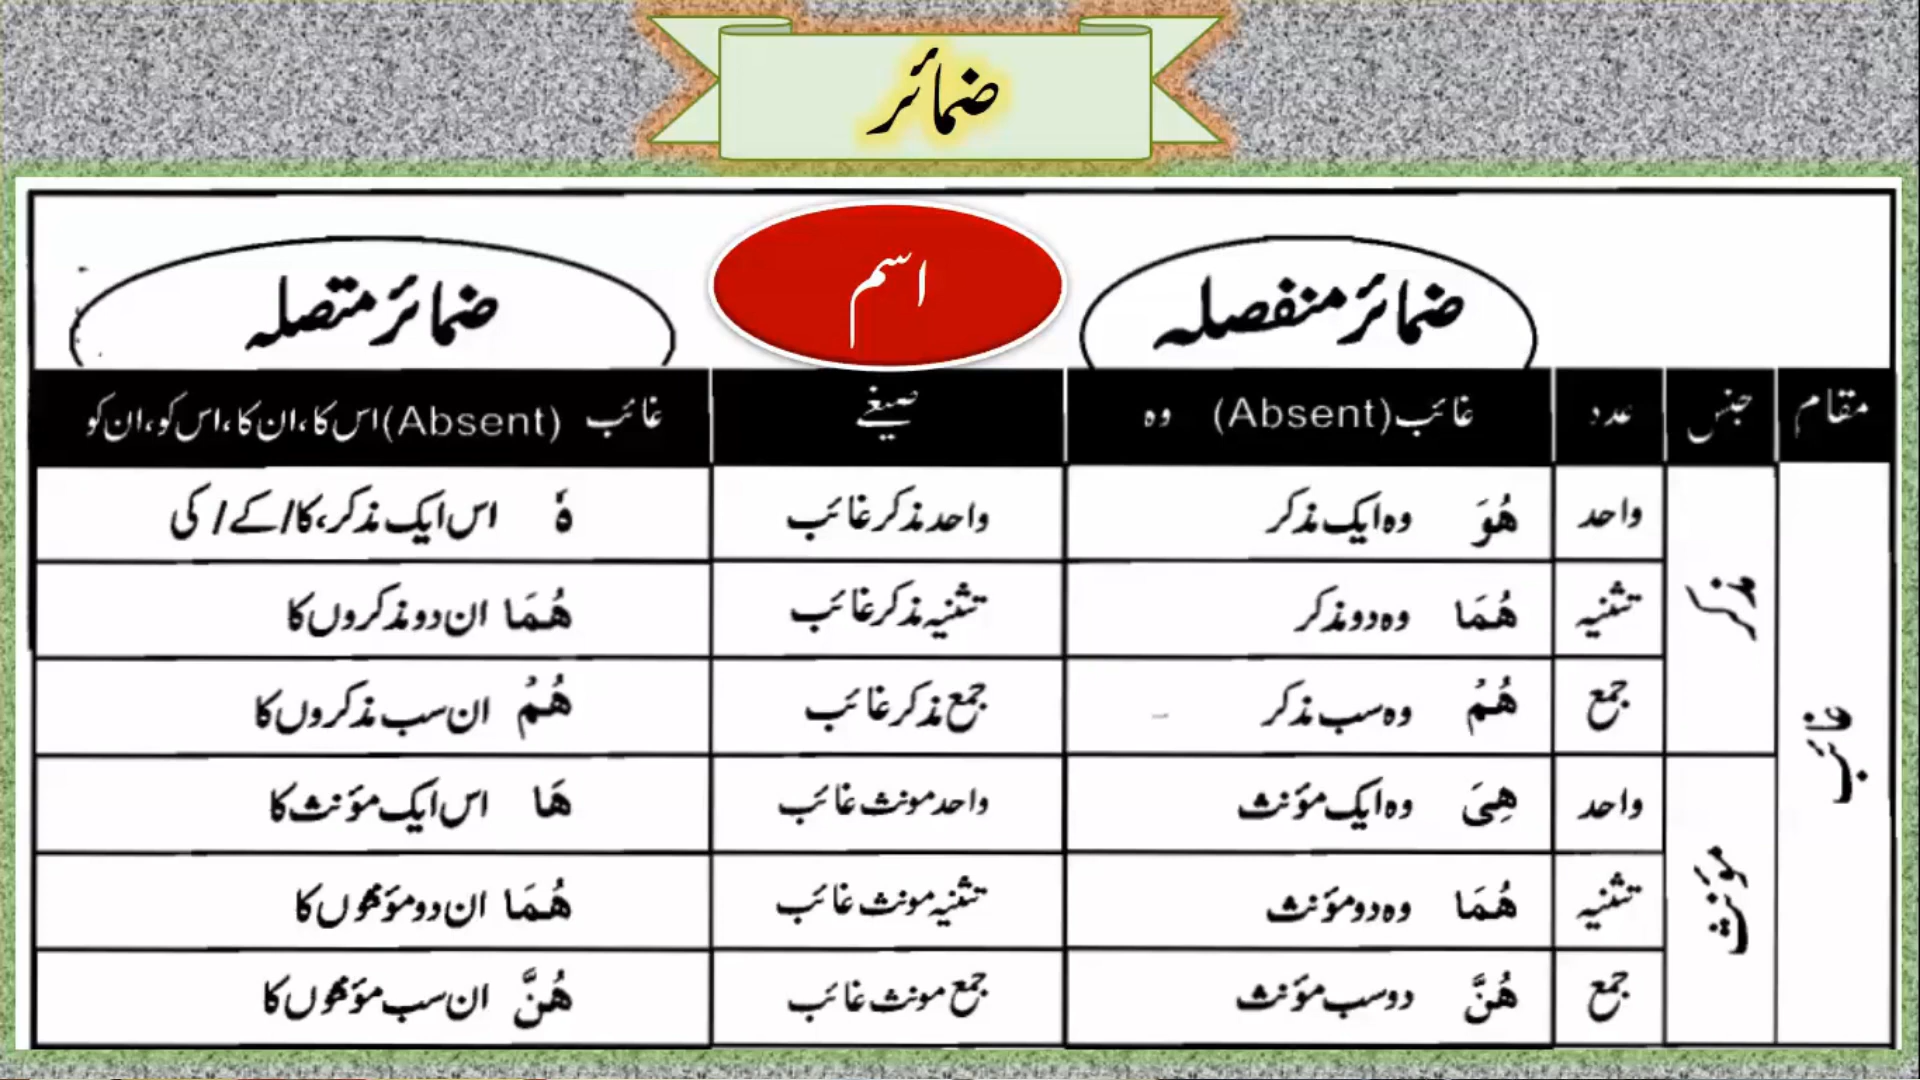 ضمائر
ضمائر منفصلہ اسم ضمائر متصلہ
مقام جنس عدد غائب (Absent) وہ صیغے غائب (Absent) اس کا، ان کا، اس کو، ان کو
غائب مذکر واحد هُوَ وہ ایک مذکر واحد مذکر غائب هٗ اس ایک مذکر، کا/ کے/ کی
تثنیہ هُمَا وہ دو مذکر تثنیہ مذکر غائب هُمَا ان دو مذکروں کا
جمع هُمْ وہ سب مذکر جمع مذکر غائب هُمْ ان سب مذکروں کا
مؤنث واحد هِیَ وہ ایک مؤنث واحد مونث غائب هَا اس ایک مؤنث کا
تثنیہ هُمَا وہ دو مؤنث تثنیہ مونث غائب هُمَا ان دو مؤنثوں کا
جمع هُنَّ دو سب مؤنث جمع مونث غائب هُنَّ ان سب مؤنثوں کا